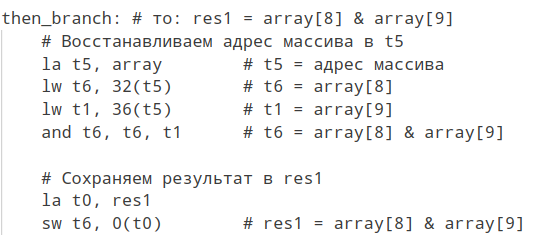 then_branch: # то: res1 = array[8] & array[9]
# Восстанавливаем адрес массива в t5
la t5, array # t5 = адрес массива
lw t6, 32(t5) # t6 = array[8]
lw t1, 36(t5) # t1 = array[9]
and t6, t6, t1 # t6 = array[8] & array[9]
# Сохраняем результат в res1
la t0, res1
sw t6, 0(t0) # res1 = array[8] & array[9]